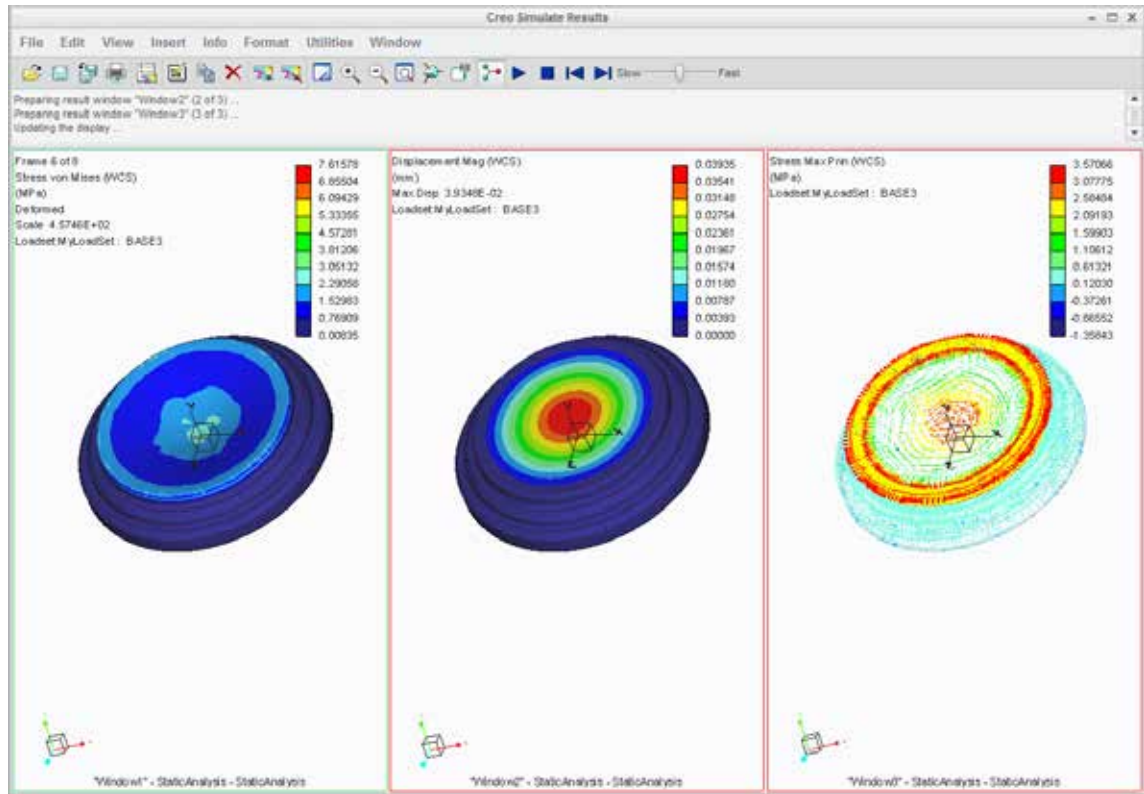 Creo Simulate Results
File Edit View Insert Info Format Utilities Window
Slow Fast
Preparing result window "Window2" (2 of 3) ...
Preparing result window "Window3" (3 of 3) ...
Updating the display ...
Frame 6 of 8
Stress von Mises (WCS)
(MPa)
Deformed
Scale 4.5746E+02
Loadset:MyLoadSet : BASE3
7.61579
6.85504
6.09429
5.33355
4.57281
3.81206
3.05132
2.29058
1.52983
0.76909
0.00835
"Window1" - StaticAnalysis - StaticAnalysis
Displacement Mag (WCS)
(mm)
Max Disp 3.9348E-02
Loadset:MyLoadSet : BASE3
0.03935
0.03541
0.03148
0.02754
0.02361
0.01967
0.01574
0.01180
0.00787
0.00393
0.00000
"Window2" - StaticAnalysis - StaticAnalysis
Stress Max Prin (WCS)
(MPa)
Loadset:MyLoadSet : BASE3
3.57066
3.07775
2.58484
2.09193
1.59903
1.10612
0.61321
0.12030
-0.37261
-0.86552
-1.35843
"Window3" - StaticAnalysis - StaticAnalysis